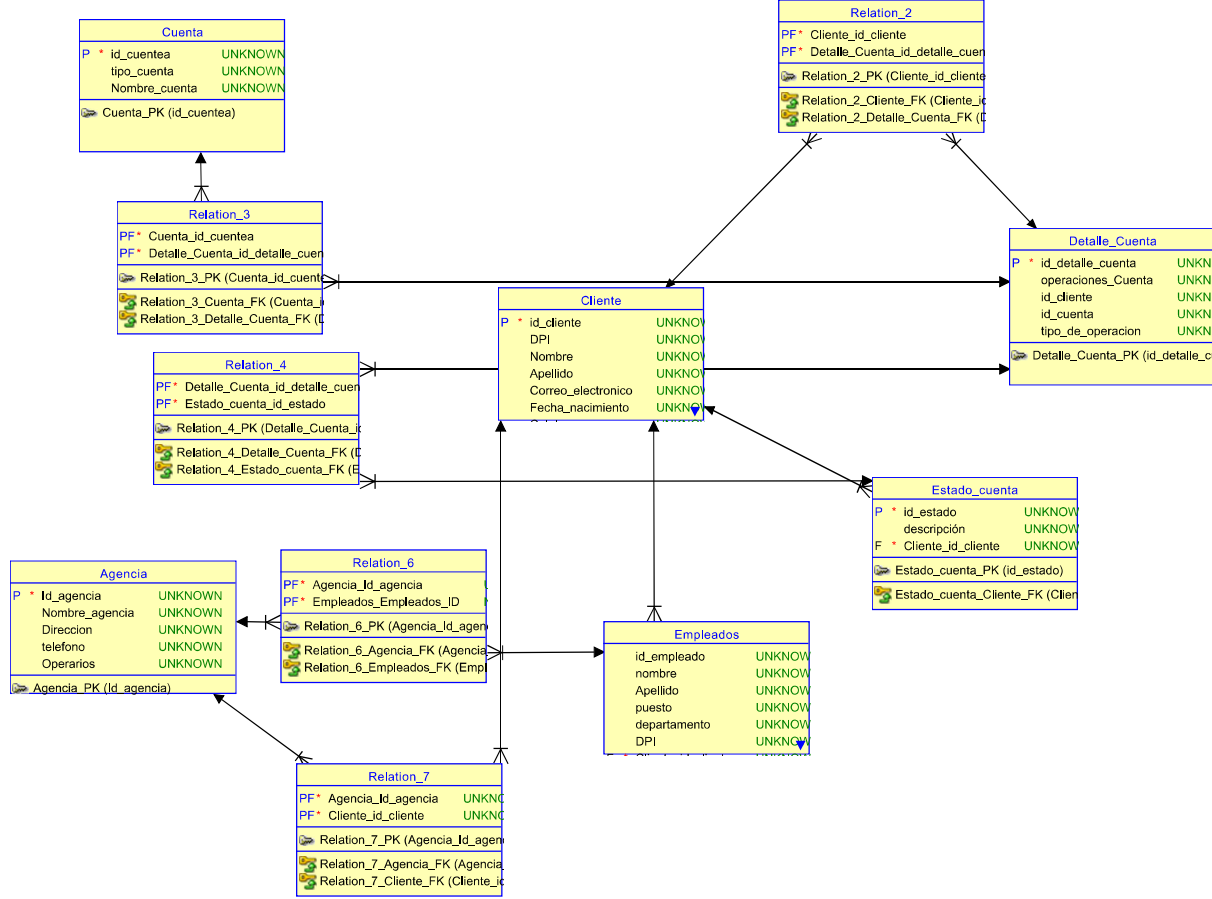 Cuenta
P * id_cuentea UNKNOWN
tipo_cuenta UNKNOWN
Nombre_cuenta UNKNOWN
Cuenta_PK (id_cuentea)
Relation_2
PF* Cliente_id_cliente
PF* Detalle_Cuenta_id_detalle_cuen
Relation_2_PK (Cliente_id_cliente
Relation_2_Cliente_FK (Cliente_id
Relation_2_Detalle_Cuenta_FK (D
Relation_3
PF* Cuenta_id_cuentea
PF* Detalle_Cuenta_id_detalle_cuen
Relation_3_PK (Cuenta_id_cuente
Relation_3_Cuenta_FK (Cuenta_i
Relation_3_Detalle_Cuenta_FK (D
Detalle_Cuenta
P * id_detalle_cuenta UNKN
operaciones_Cuenta UNKN
id_cliente UNKN
id_cuenta UNKN
tipo_de_operacion UNKN
Detalle_Cuenta_PK (id_detalle_c
Cliente
P * id_cliente UNKNOW
DPI UNKNOW
Nombre UNKNOW
Apellido UNKNOW
Correo_electronico UNKNOW
Fecha_nacimiento UNKNOW
Relation_4
PF* Detalle_Cuenta_id_detalle_cuen
PF* Estado_cuenta_id_estado
Relation_4_PK (Detalle_Cuenta_id
Relation_4_Detalle_Cuenta_FK (D
Relation_4_Estado_cuenta_FK (E
Estado_cuenta
P * id_estado UNKNOW
descripción UNKNOW
F * Cliente_id_cliente UNKNOW
Estado_cuenta_PK (id_estado)
Estado_cuenta_Cliente_FK (Clien
Agencia
P * Id_agencia UNKNOWN
Nombre_agencia UNKNOWN
Direccion UNKNOWN
telefono UNKNOWN
Operarios UNKNOWN
Agencia_PK (Id_agencia)
Relation_6
PF* Agencia_Id_agencia
PF* Empleados_Empleados_ID
Relation_6_PK (Agencia_Id_agen
Relation_6_Agencia_FK (Agencia
Relation_6_Empleados_FK (Empl
Empleados
id_empleado UNKNOW
nombre UNKNOW
Apellido UNKNOW
puesto UNKNOW
departamento UNKNOW
DPI UNKNOW
Relation_7
PF* Agencia_Id_agencia UNKNO
PF* Cliente_id_cliente UNKNO
Relation_7_PK (Agencia_Id_agen
Relation_7_Agencia_FK (Agencia
Relation_7_Cliente_FK (Cliente_id